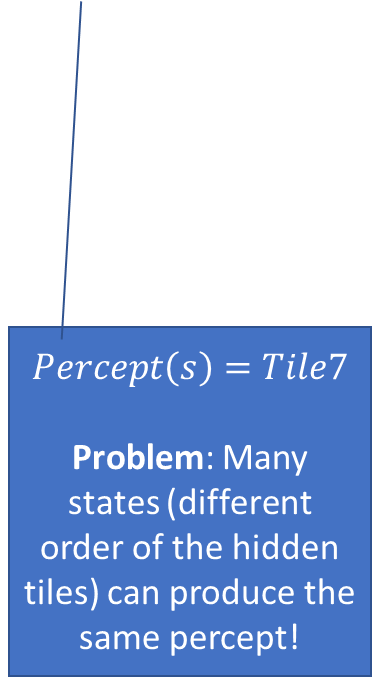 Percept(s) = Tile7
Problem: Many
states (different
order of the hidden
tiles) can produce the
same percept!